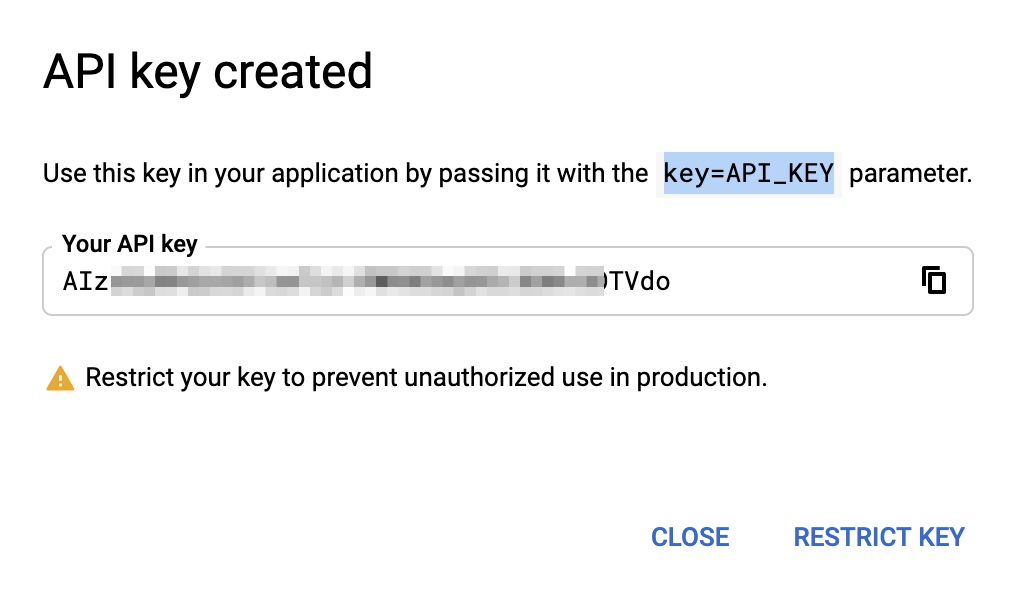 API key created
Use this key in your application by passing it with the key=API_KEY parameter.
Your API key
AIz TVdo
Restrict your key to prevent unauthorized use in production.
CLOSE RESTRICT KEY